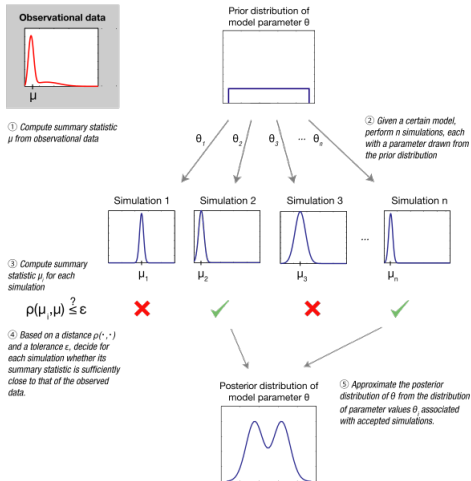 Observational data
μ
① Compute summary statistic
μ from observational data
Prior distribution of
model parameter θ
② Given a certain model,
perform n simulations, each
with a parameter drawn from
the prior distribution
θ1 θ2 θ3 ... θn
Simulation 1 Simulation 2 Simulation 3 Simulation n
...
μ1 μ2 μ3 μn
③ Compute summary
statistic μi for each
simulation
ρ(μi,μ) ≤? ε
④ Based on a distance ρ(·,·)
and a tolerance ε, decide for
each simulation whether its
summary statistic is sufficiently
close to that of the observed
data.
Posterior distribution of
model parameter θ
⑤ Approximate the posterior
distribution of θ from the distribution
of parameter values θi associated
with accepted simulations.